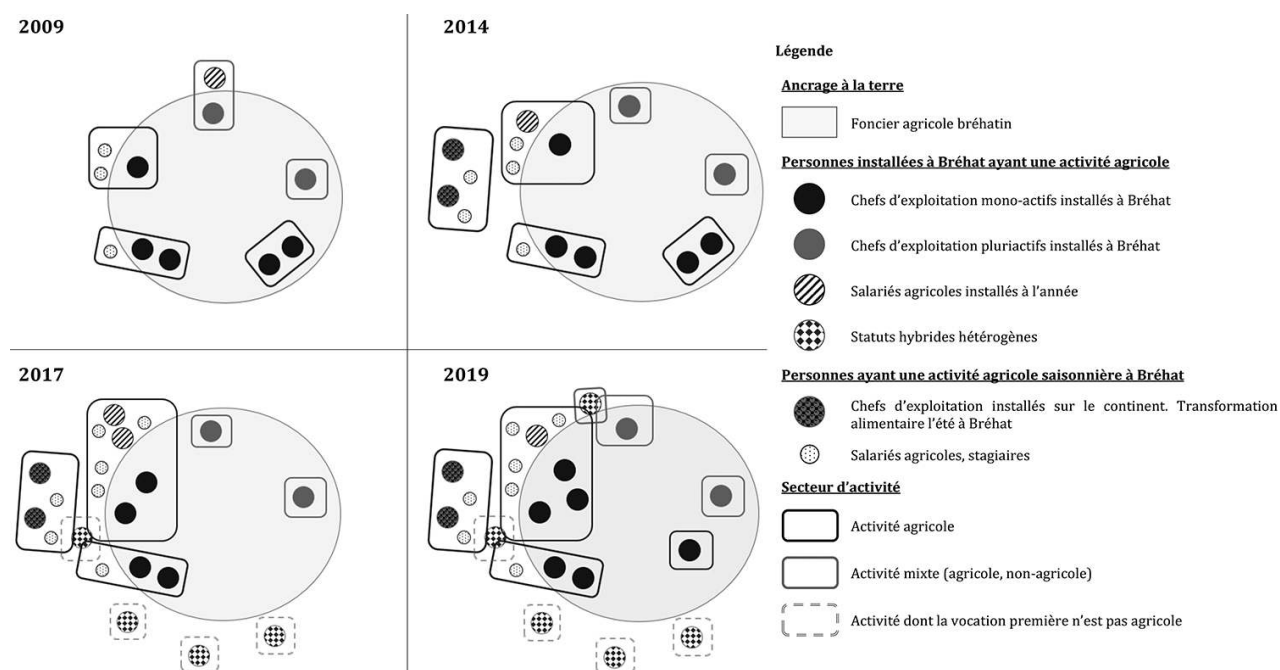 2009
2014
2017
2019
Légende
Ancrage à la terre
Foncier agricole bréhatin
Personnes installées à Bréhat ayant une activité agricole
Chefs d'exploitation mono-actifs installés à Bréhat
Chefs d'exploitation pluriactifs installés à Bréhat
Salariés agricoles installés à l'année
Statuts hybrides hétérogènes
Personnes ayant une activité agricole saisonnière à Bréhat
Chefs d'exploitation installés sur le continent. Transformation
alimentaire l'été à Bréhat
Salariés agricoles, stagiaires
Secteur d'activité
Activité agricole
Activité mixte (agricole, non-agricole)
Activité dont la vocation première n'est pas agricole